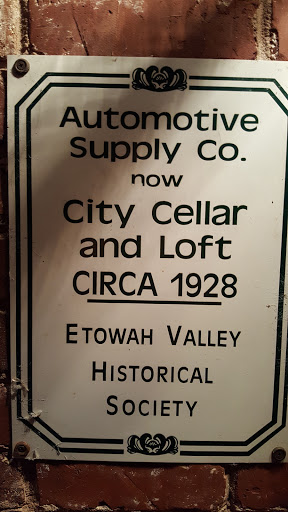 Automotive
Supply Co.
now
City Cellar
and Loft
CIRCA 1928
ETOWAH VALLEY
HISTORICAL
SOCIETY